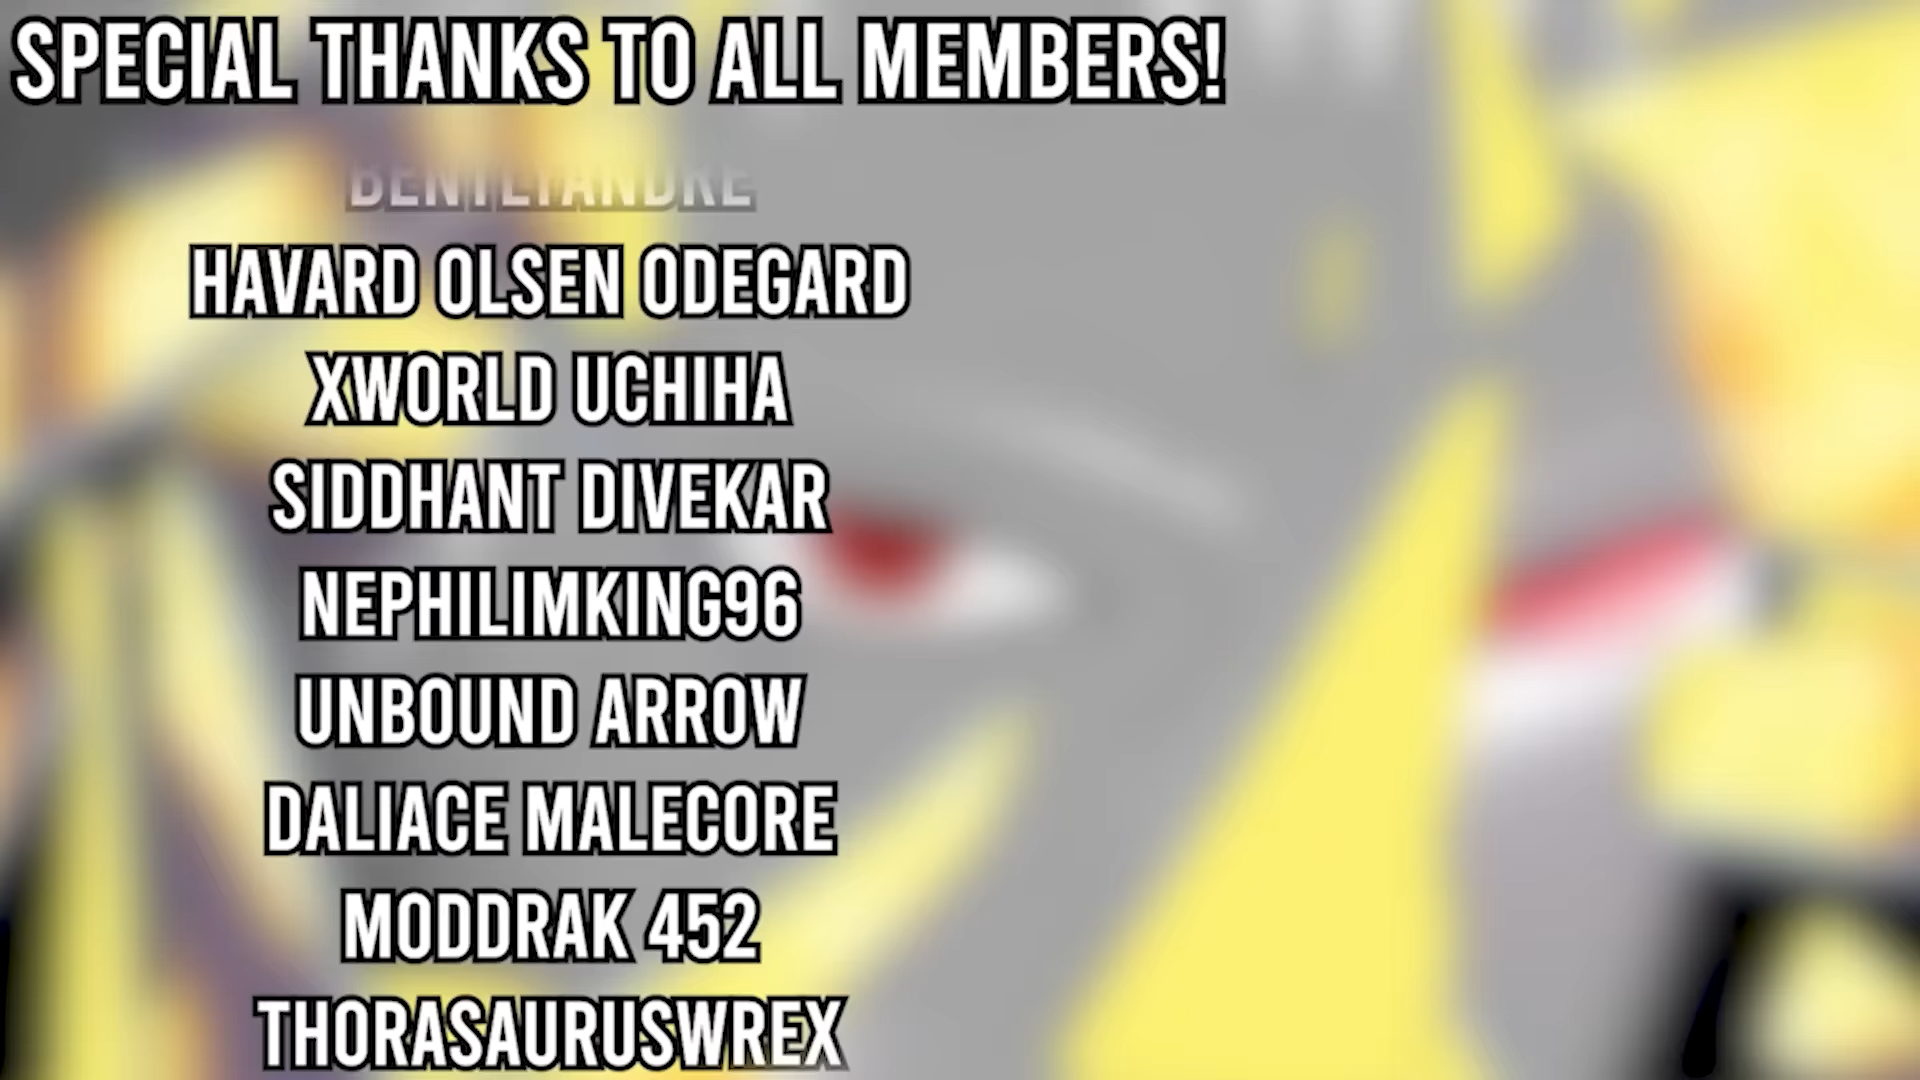 SPECIAL THANKS TO ALL MEMBERS!
BENTLYANDRE
HAVARD OLSEN ODEGARD
XWORLD UCHIHA
SIDDHANT DIVEKAR
NEPHILIMKING96
UNBOUND ARROW
DALIACE MALECORE
MODDRAK 452
THORASAURUSWREX